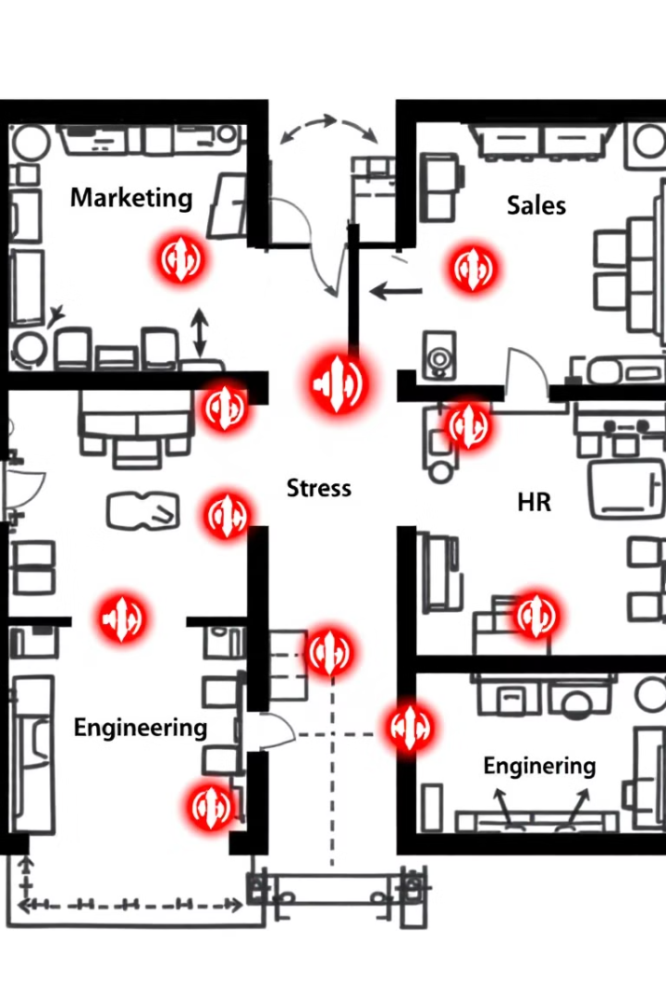 Marketing
Sales
Stress
HR
Engineering
Enginering